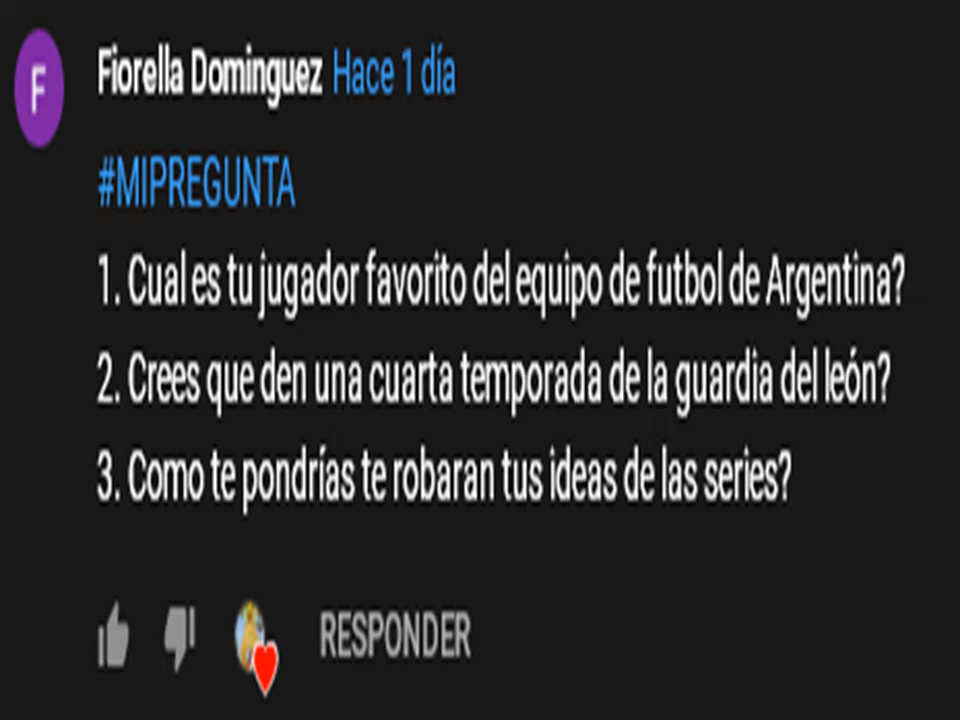 F
Fiorella Dominguez Hace 1 día
#MIPREGUNTA
1. Cual es tu jugador favorito del equipo de futbol de Argentina?
2. Crees que den una cuarta temporada de la guardia del león?
3. Como te pondrías te robaran tus ideas de las series?
RESPONDER